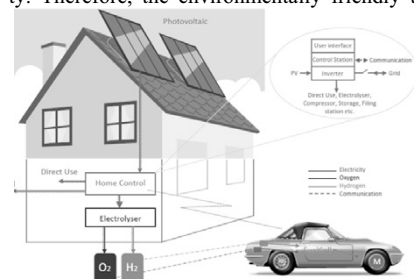 ty. Therefore, the environmentally friendly
Photovoltaic
User interface
Control Station
Communication
PV
Inverter
Grid
Direct Use, Electrolyser,
Compressor, Storage, Filing
station etc.
Direct Use
Home Control
Electrolyser
Electricity
Oxygen
Hydrogen
Communication
O2
H2
M